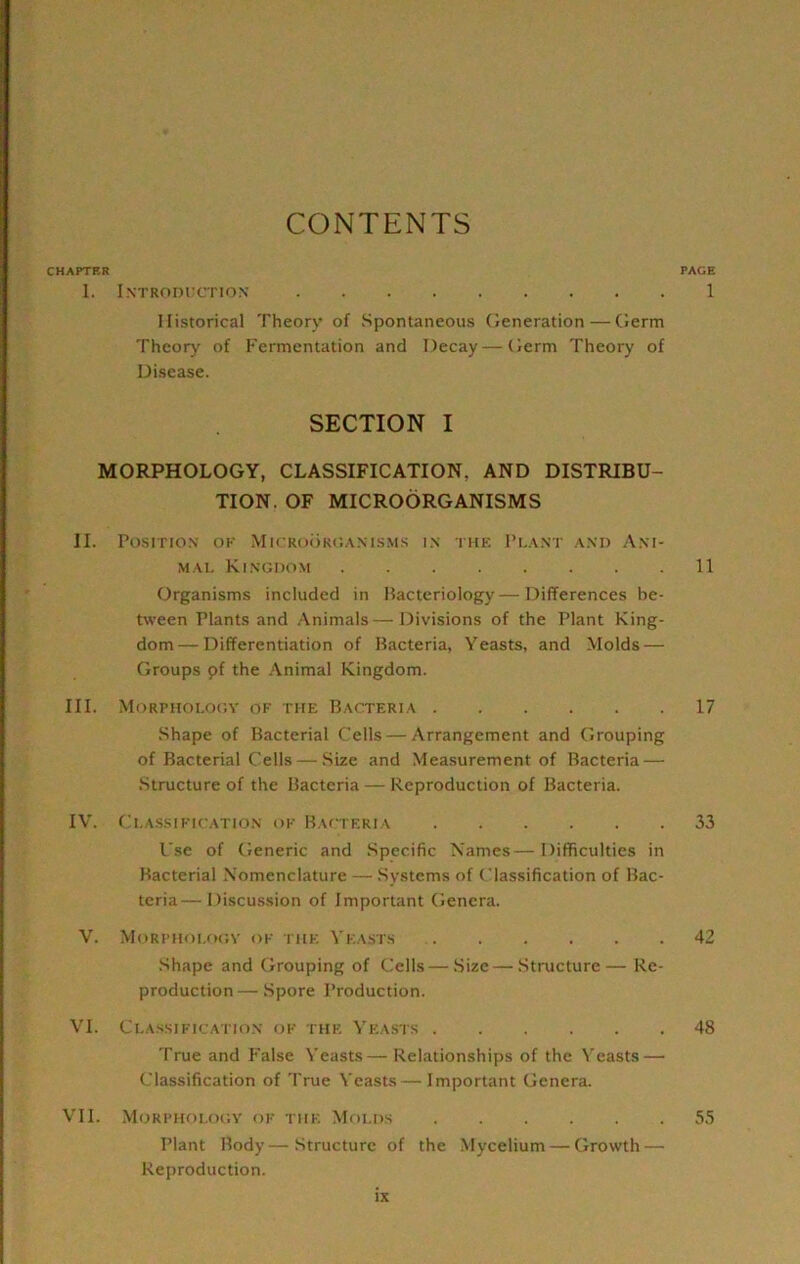 CONTENTS
CHAPTER PAGE
I. INTRODUCTION . . . . . . . . . 1
Historical Theory of Spontaneous Generation — Germ
Theory of Fermentation and Decay — Germ Theory of
Disease.
SECTION I
MORPHOLOGY, CLASSIFICATION, AND DISTRIBU-
TION. OF MICROÖRGANISMS
II. POSITION OF MICROÖRGANISMS IN THE PLANT AND ANI-
MAL KINGDOM . . . . . . . . 11
Organisms included in Bacteriology — Differences be-
tween Plants and Animals — Divisions of the Plant King-
dom — Differentiation of Bacteria, Yeasts, and Molds —
Groups of the Animal Kingdom.
III. MORPHOLOGY OF THE BACTERIA . . . . . . 17
Shape of Bacterial Cells — Arrangement and Grouping
of Bacterial Cells — Size and Measurement of Bacteria —
Structure of the Bacteria — Reproduction of Bacteria.
IV. CLASSIFICATION OF BACTERIA . . . . . . 33
Use of Generic and Specific Names — Difficulties in
Bacterial Nomenclature — Systems of Classification of Bac-
teria — Discussion of Important Genera.
V. MORPHOLOGY OF THE YEASTS . . . . . . 42
Shape and Grouping of Cells — Size — Structure — Re-
production — Spore Production.
VI. CLASSIFICATION OF THE YEASTS . . . . . . 48
True and False Yeasts — Relationships of the Yeasts —
Classification of True Yeasts — Important Genera.
VII. MORPHOLOGY OF THE MOLDS . . . . . . 55
Plant Body — Structure of the Mycelium — Growth —
Reproduction.
ix